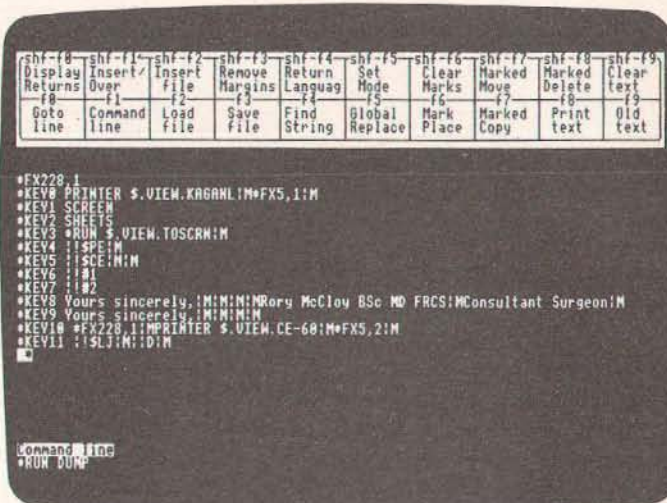 shf-f0 shf-f1 shf-f2 shf-f3 shf-f4 shf-f5 shf-f6 shf-f7 shf-f8 shf-f9
Display Insert/ Insert Remove Return Set Clear Marked Marked Clear
Returns Over file Margins Languag Mode Marks Move Delete text
f0 f1 f2 f3 f4 f5 f6 f7 f8 f9
Goto Command Load Save Find Global Mark Marked Print Old
line line file file String Replace Place Copy text text
*FX228,1
*KEY0 PRINTER $.VIEW.KAGANL¦M*FX5,1¦M
*KEY1 SCREEN
*KEY2 SHEETS
*KEY3 *RUN $.VIEW.TOSCRN¦M
*KEY4 ¦!$PE¦M
*KEY5 ¦!$CE¦N¦M
*KEY6 ¦!#1
*KEY7 ¦!#2
*KEY8 Yours sincerely,¦M¦M¦M¦MRory McCloy BSc MD FRCS¦MConsultant Surgeon¦M
*KEY9 Yours sincerely,¦M¦M¦M¦M
*KEY10 *FX228,1¦MPRINTER $.VIEW.CE-60¦M*FX5,2¦M
*KEY11 ¦!$LJ¦M¦¦D¦M
*
Command line
*RUN DUMP